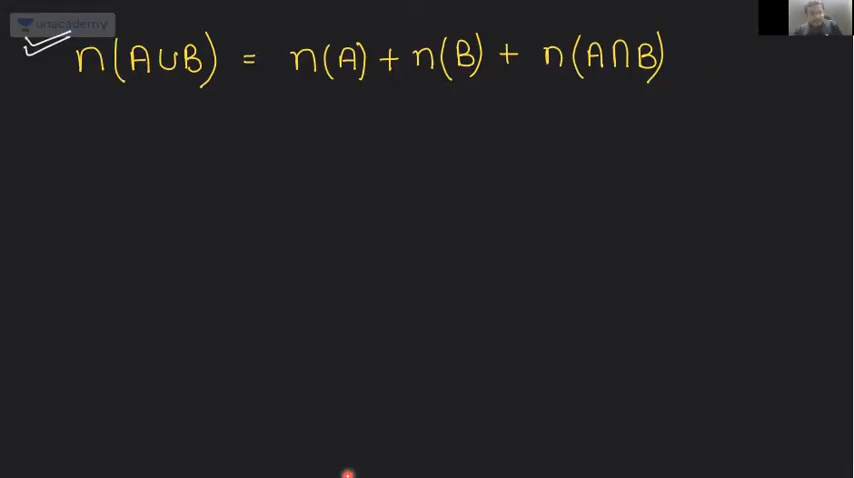 unacademy
n(A∪B) = n(A) + n(B) + n(A∩B)